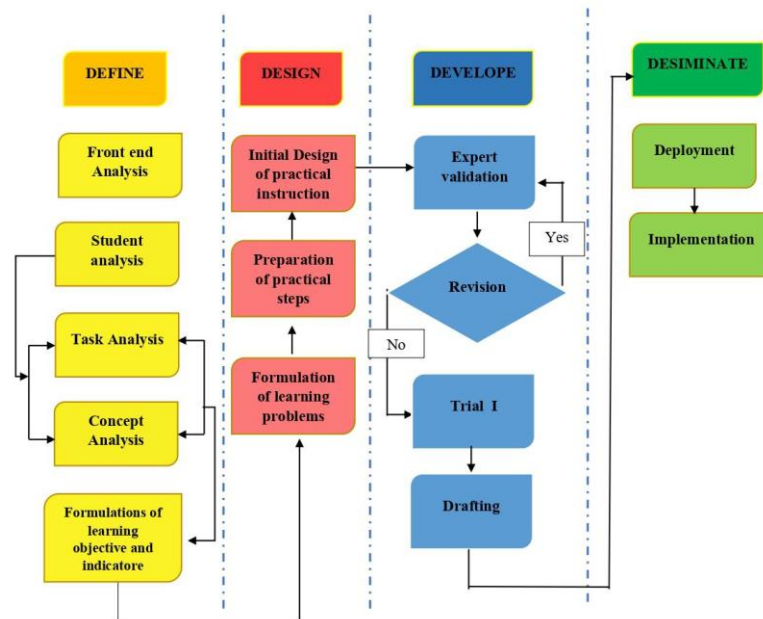 DEFINE
Front end
Analysis
Student
analysis
Task Analysis
Concept
Analysis
Formulations of
learning
objective and
indicatore
DESIGN
Initial Design
of practical
instruction
Preparation
of practical
steps
Formulation
of learning
problems
DEVELOPE
Expert
validation
Yes
Revision
No
Trial I
Drafting
DESIMINATE
Deployment
Implementation